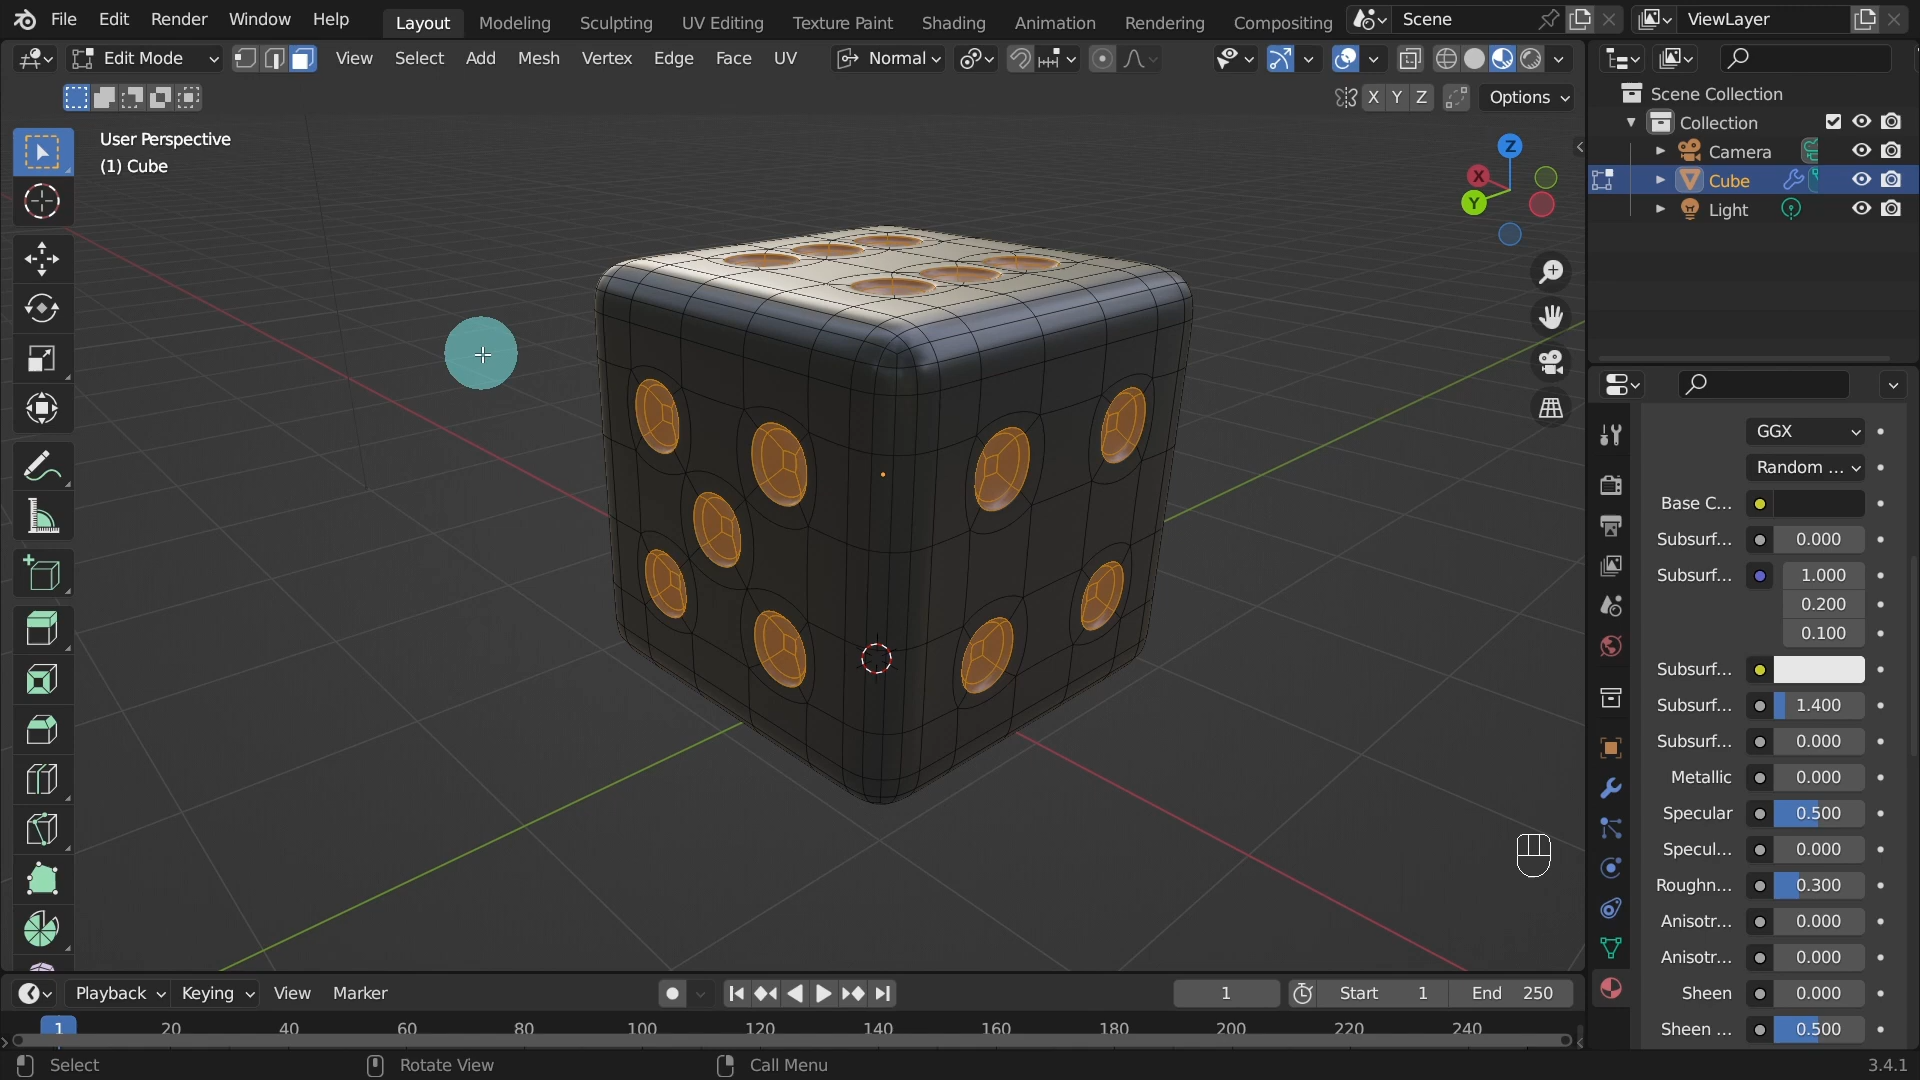 File Edit Render Window Help Layout Modeling Sculpting UV Editing Texture Paint Shading Animation Rendering Compositing Scene ViewLayer
Edit Mode View Select Add Mesh Vertex Edge Face UV Normal
X Y Z Options
User Perspective
(1) Cube
Z
X
Y
Scene Collection
Collection
Camera
Cube
Light
GGX
Random ...
Base C...
Subsurf... 0.000
Subsurf... 1.000
0.200
0.100
Subsurf...
Subsurf... 1.400
Subsurf... 0.000
Metallic 0.000
Specular 0.500
Specul... 0.000
Roughn... 0.300
Anisotr... 0.000
Anisotr... 0.000
Sheen 0.000
Sheen ... 0.500
Playback Keying View Marker 1 Start 1 End 250
1 20 40 60 80 100 120 140 160 180 200 220 240
Select Rotate View Call Menu 3.4.1